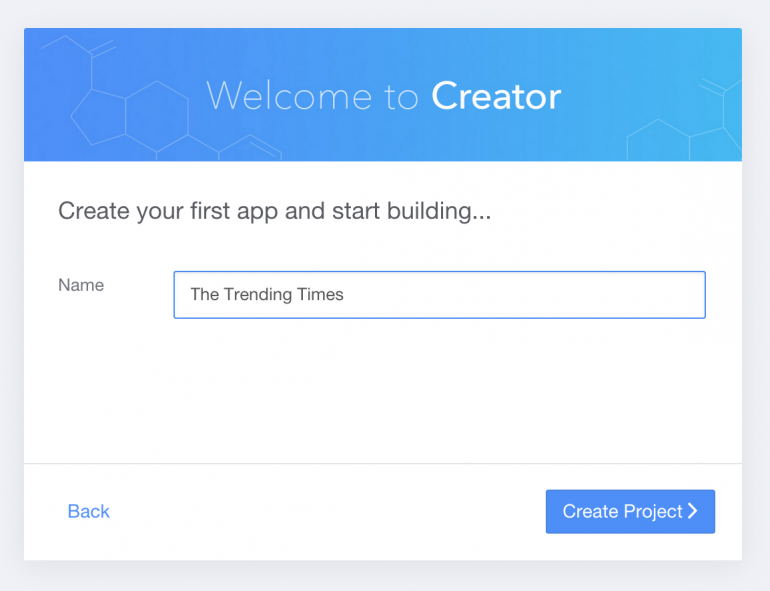 Welcome to Creator
Create your first app and start building...
Name
The Trending Times
Back
Create Project